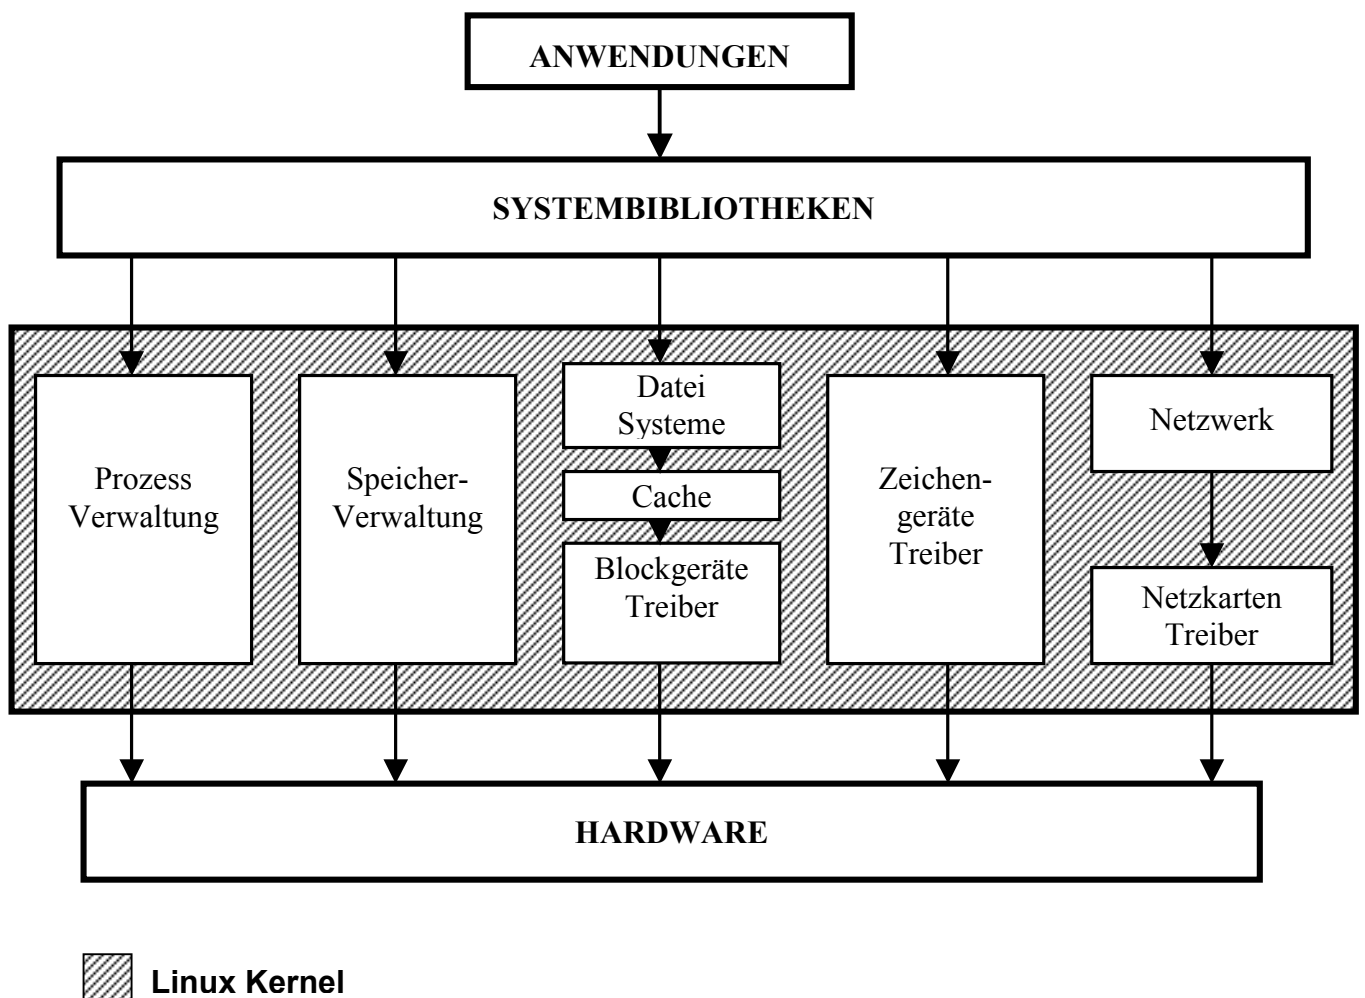 ANWENDUNGEN
SYSTEMBIBLIOTHEKEN
Prozess
Verwaltung
Speicher-
Verwaltung
Datei
Systeme
Cache
Blockgeräte
Treiber
Zeichen-
geräte
Treiber
Netzwerk
Netzkarten
Treiber
HARDWARE
Linux Kernel